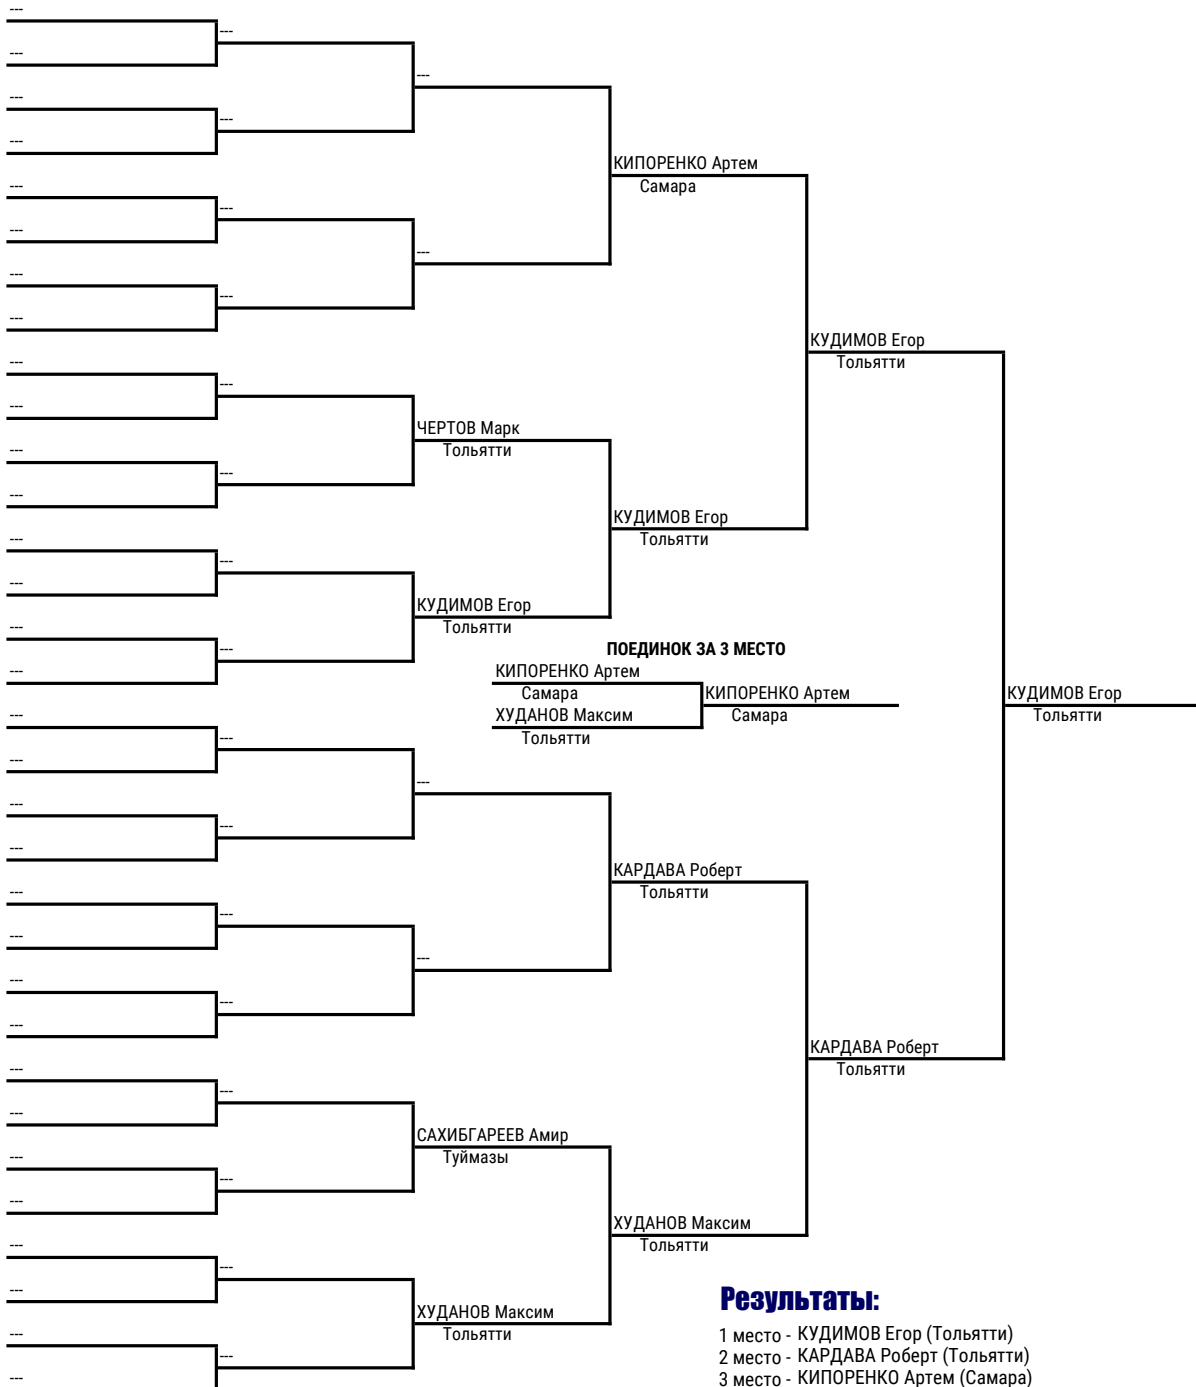 ---
---
---
---
---
---
---
КИПОРЕНКО Артем
---
Самара
---
---
---
---
---
---
КУДИМОВ Егор
---
Тольятти
---
---
ЧЕРТОВ Марк
---
Тольятти
---
---
КУДИМОВ Егор
---
Тольятти
---
---
КУДИМОВ Егор
---
Тольятти
---
ПОЕДИНОК ЗА 3 МЕСТО
---
КИПОРЕНКО Артем
Самара
КИПОРЕНКО Артем
КУДИМОВ Егор
---
ХУДАНОВ Максим
Самара
Тольятти
---
Тольятти
---
---
---
---
---
КАРДАВА Роберт
---
Тольятти
---
---
---
---
---
---
КАРДАВА Роберт
---
Тольятти
---
---
САХИБГАРЕЕВ Амир
---
Туймазы
---
---
ХУДАНОВ Максим
---
Тольятти
---
---
Результаты:
ХУДАНОВ Максим
---
Тольятти
1 место - КУДИМОВ Егор (Тольятти)
---
2 место - КАРДАВА Роберт (Тольятти)
---
3 место - КИПОРЕНКО Артем (Самара)